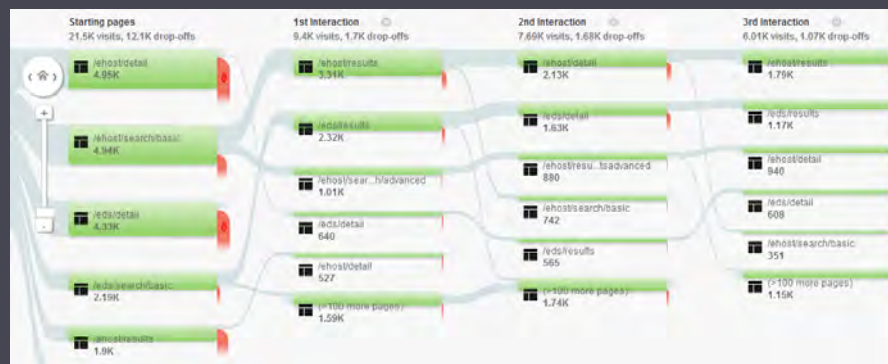 Starting pages
21.5K visits, 12.1K drop-offs
/ehost/detail
4.95K
/ehost/search/basic
4.94K
/eds/detail
4.33K
/eds/search/basic
2.19K
/ehost/results
1.9K
1st Interaction
9.4K visits, 1.7K drop-offs
/ehost/results
3.31K
/eds/results
2.32K
/ehost/sear...h/advanced
1.01K
/eds/detail
640
/ehost/detail
527
(>100 more pages)
1.59K
2nd Interaction
7.69K visits, 1.68K drop-offs
/ehost/detail
2.13K
/eds/detail
1.63K
/ehost/resu...tsadvanced
880
/ehost/search/basic
742
/eds/results
565
(>100 more pages)
1.74K
3rd Interaction
6.01K visits, 1.07K drop-offs
/ehost/results
1.79K
/eds/results
1.17K
/ehost/detail
940
/eds/detail
608
/ehost/search/basic
351
(>100 more pages)
1.15K